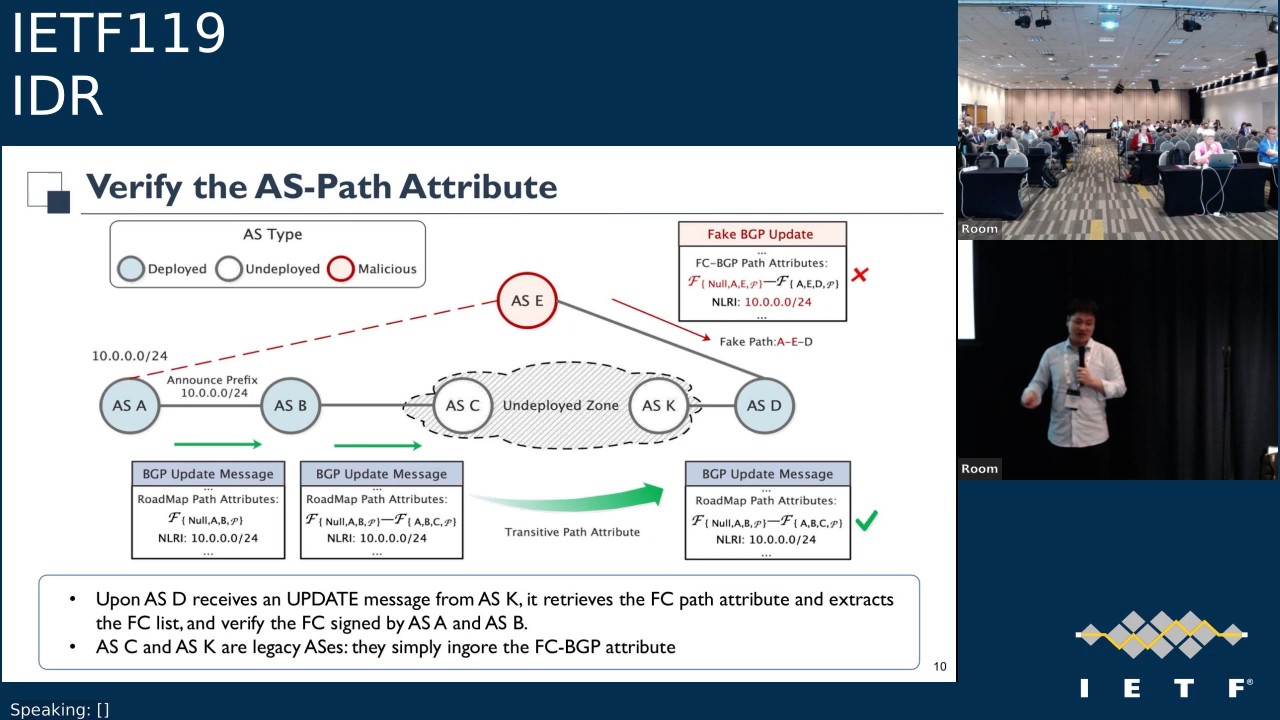 IETF119
IDR
Verify the AS-Path Attribute
AS Type
Deployed
Undeployed
Malicious
Fake BGP Update
...
FC-BGP Path Attributes:
ℱ{ Null,A,E,𝒫}—ℱ{ A,E,D,𝒫}
NLRI: 10.0.0.0/24
...
AS E
Fake Path:A-E-D
10.0.0.0/24
Announce Prefix
10.0.0.0/24
AS A
AS B
AS C
Undeployed Zone
AS K
AS D
BGP Update Message
...
RoadMap Path Attributes:
ℱ{ Null,A,B,𝒫}
NLRI: 10.0.0.0/24
...
BGP Update Message
...
RoadMap Path Attributes:
ℱ{ Null,A,B,𝒫}—ℱ{ A,B,C,𝒫}
NLRI: 10.0.0.0/24
...
Transitive Path Attribute
BGP Update Message
...
RoadMap Path Attributes:
ℱ{ Null,A,B,𝒫}—ℱ{ A,B,C,𝒫}
NLRI: 10.0.0.0/24
...
• Upon AS D receives an UPDATE message from AS K, it retrieves the FC path attribute and extracts
the FC list, and verify the FC signed by AS A and AS B.
• AS C and AS K are legacy ASes: they simply ingore the FC-BGP attribute
10
Room
Room
I E T F®
Speaking: []